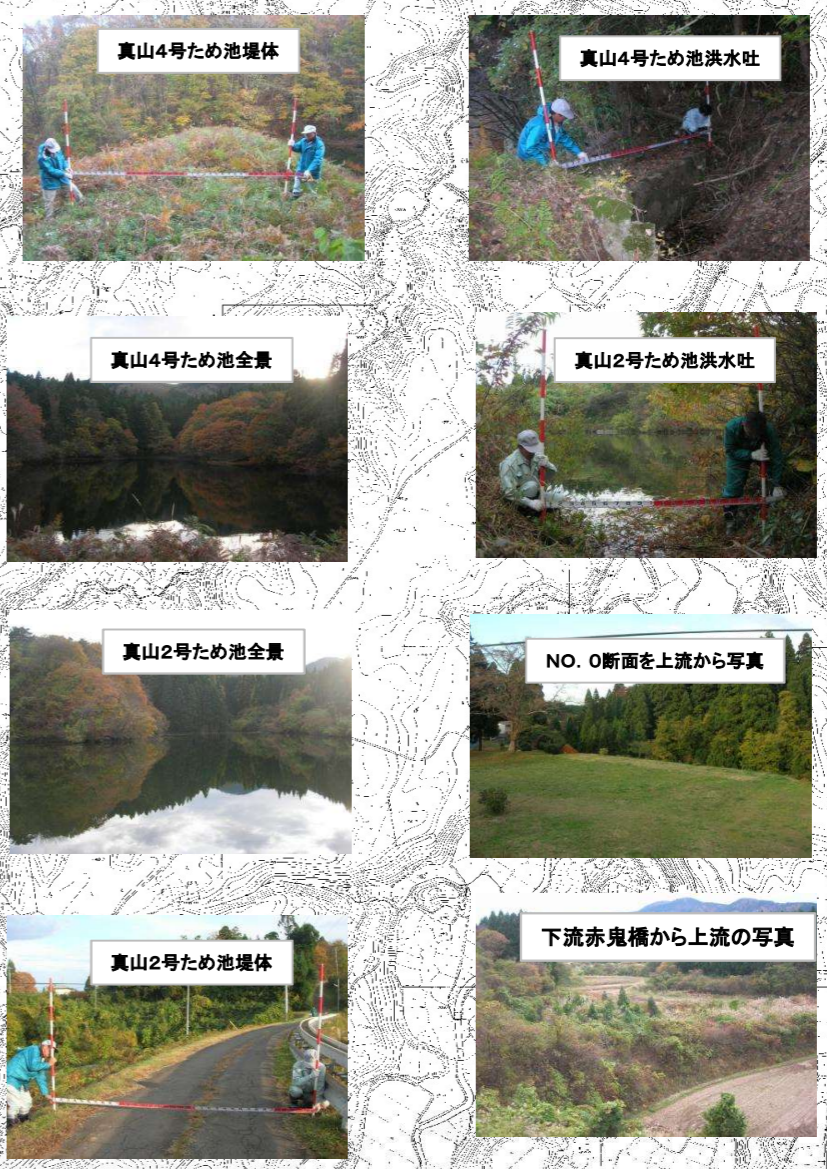 真山４号ため池堤体
真山４号ため池洪水吐
真山４号ため池全景
真山２号ため池洪水吐
真山２号ため池全景
ＮＯ．０断面を上流から写真
真山２号ため池堤体
下流赤鬼橋から上流の写真